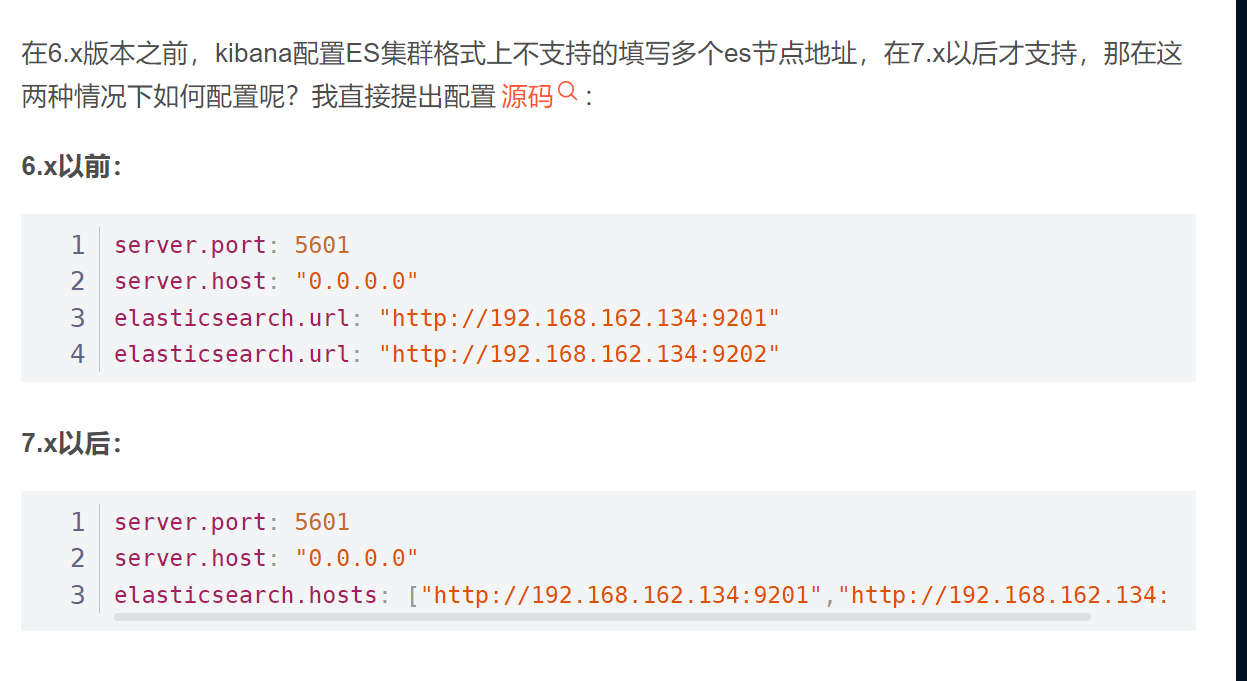 在6.x版本之前，kibana配置ES集群格式上不支持的填写多个es节点地址，在7.x以后才支持，那在这
两种情况下如何配置呢？我直接提出配置 源码：
6.x以前：
1 server.port: 5601
2 server.host: "0.0.0.0"
3 elasticsearch.url: "http://192.168.162.134:9201"
4 elasticsearch.url: "http://192.168.162.134:9202"
7.x以后：
1 server.port: 5601
2 server.host: "0.0.0.0"
3 elasticsearch.hosts: ["http://192.168.162.134:9201","http://192.168.162.134: